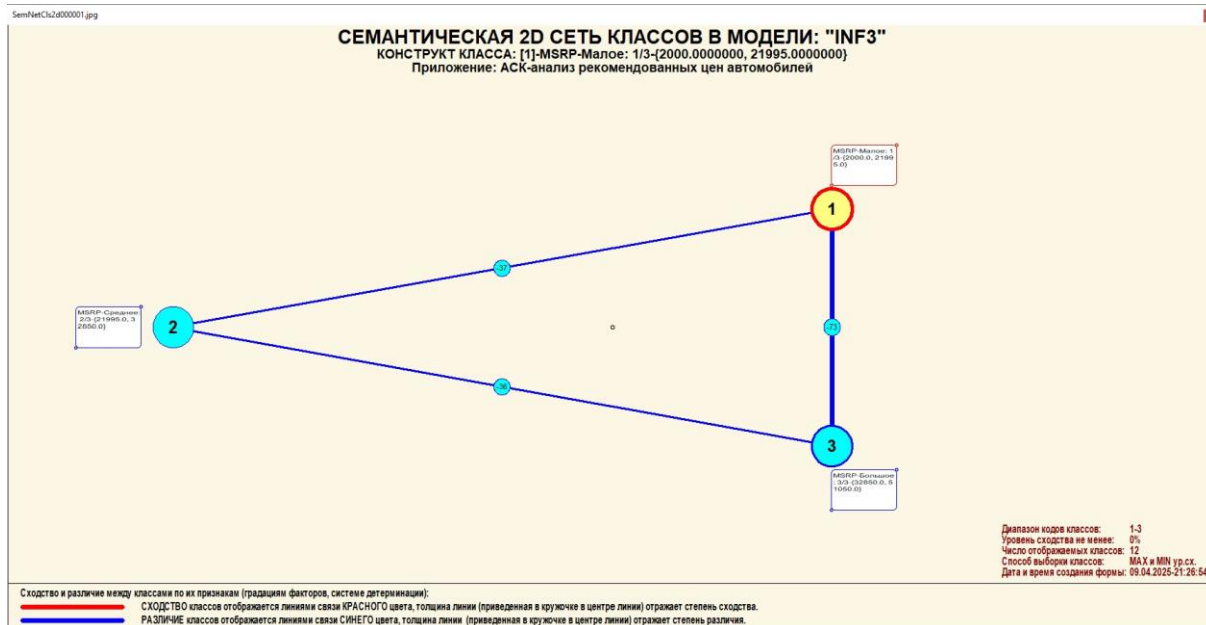 SemNetCls2d000001.jpg
СЕМАНТИЧЕСКАЯ 2D СЕТЬ КЛАССОВ В МОДЕЛИ: "INF3"
КОНСТРУКТ КЛАССА: [1]-MSRP-Малое: 1/3-{2000.0000000, 21995.0000000}
Приложение: АСК-анализ рекомендованных цен автомобилей
MSRP-Малое: 1
/3-{2000.0, 2199
5.0}
1
-37
MSRP-Среднее:
2/3-{21995.0, 3
2850.0}
2
-73
-36
3
MSRP-Большое
: 3/3-{32850.0, 5
1050.0}
Диапазон кодов классов: 1-3
Уровень сходства не менее: 0%
Число отображаемых классов: 12
Способ выборки классов: MAX и MIN ур.сх.
Дата и время создания формы: 09.04.2025-21:26:54
Сходство и различие между классами по их признакам (градациям факторов, системе детерминации):
СХОДСТВО классов отображается линиями связи КРАСНОГО цвета, толщина линии (приведенная в кружочке в центре линии) отражает степень сходства.
РАЗЛИЧИЕ классов отображается линиями связи СИНЕГО цвета, толщина линии (приведенная в кружочке в центре линии) отражает степень различия.